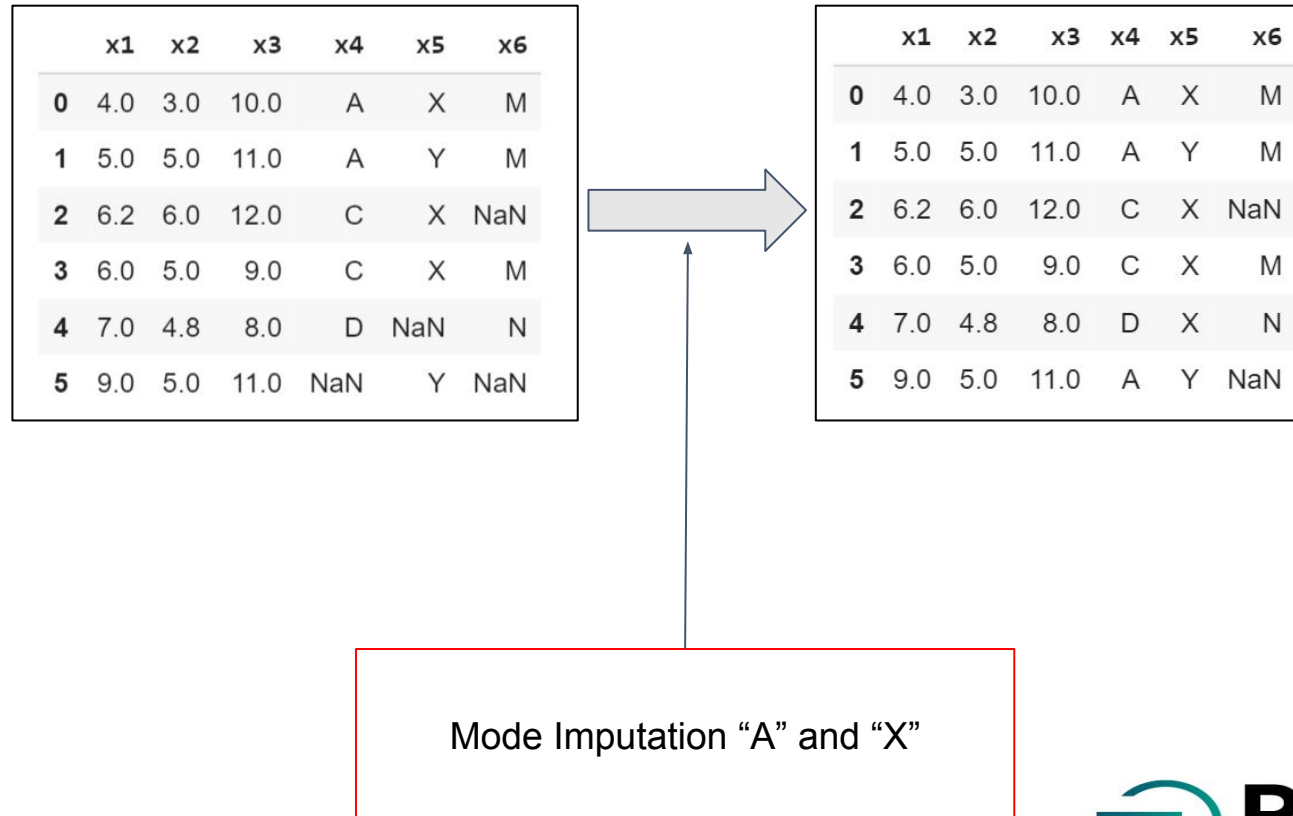 x1 x2 x3 x4 x5 x6
0 4.0 3.0 10.0 A X M
1 5.0 5.0 11.0 A Y M
2 6.2 6.0 12.0 C X NaN
3 6.0 5.0 9.0 C X M
4 7.0 4.8 8.0 D NaN N
5 9.0 5.0 11.0 NaN Y NaN
x1 x2 x3 x4 x5 x6
0 4.0 3.0 10.0 A X M
1 5.0 5.0 11.0 A Y M
2 6.2 6.0 12.0 C X NaN
3 6.0 5.0 9.0 C X M
4 7.0 4.8 8.0 D X N
5 9.0 5.0 11.0 A Y NaN
Mode Imputation “A” and “X”